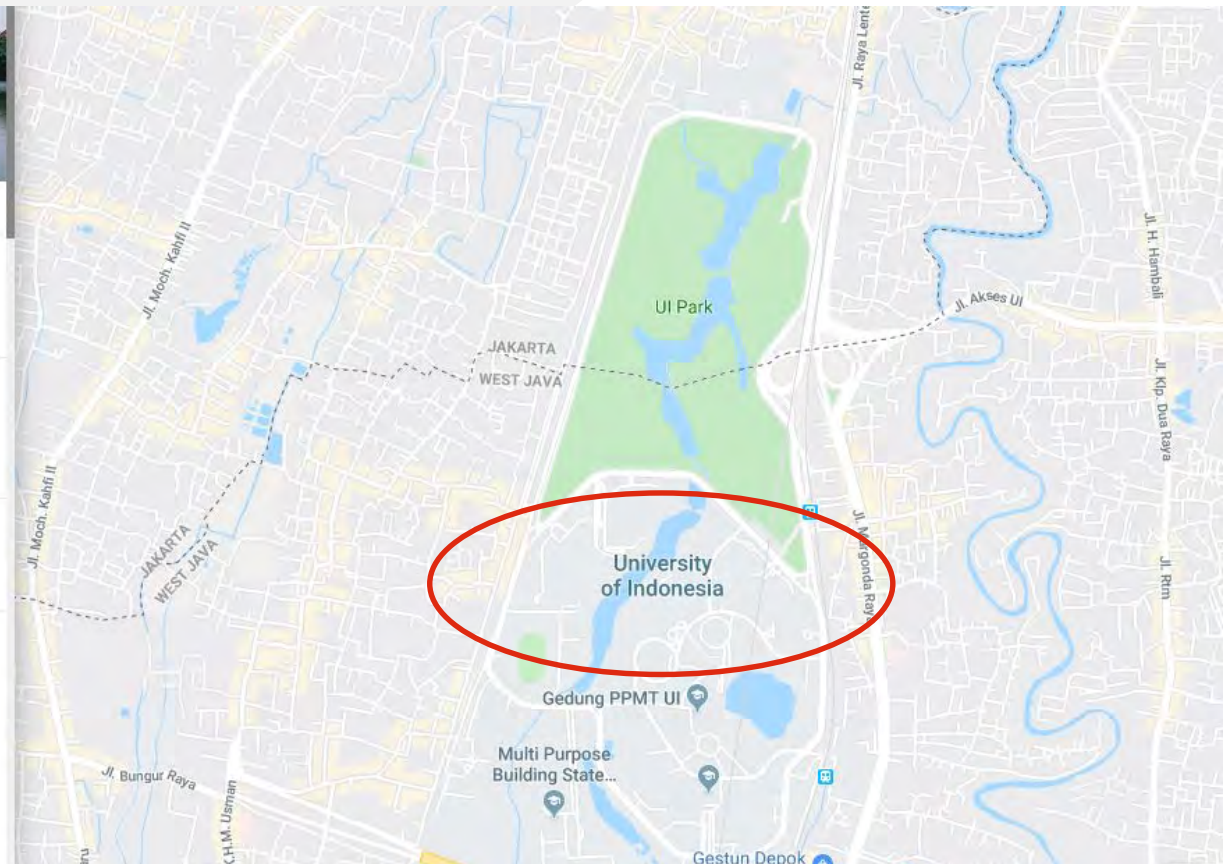 Jl. Raya Lente
Jl. Moch. Kahfi II
Jl. H. Hambali
UI Park
Jl. Akses UI
JAKARTA
WEST JAVA
Jl. Klp. Dua Raya
Jl. Moch. Kahfi II
JAKARTA
WEST JAVA
Jl. Margonda Raya
University
of Indonesia
Jl. Rtm
Gedung PPMT UI
Multi Purpose
Building State...
Jl. Bungur Raya
K.H.M. Usman
Gestun Depok